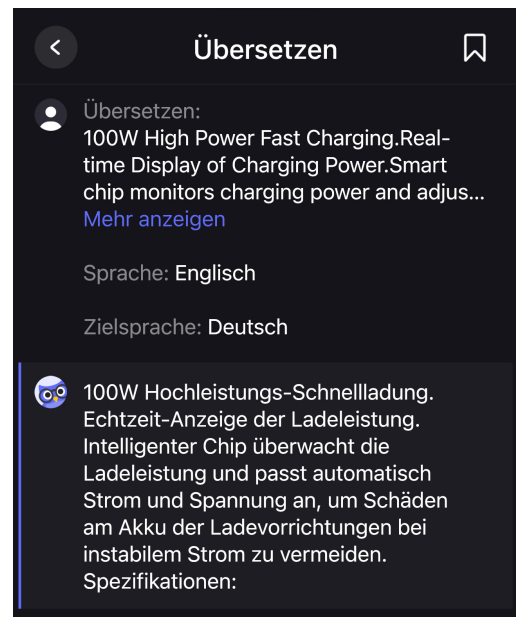 Übersetzen
Übersetzen:
100W High Power Fast Charging.Real-
time Display of Charging Power.Smart
chip monitors charging power and adjus...
Mehr anzeigen
Sprache: Englisch
Zielsprache: Deutsch
100W Hochleistungs-Schnellladung.
Echtzeit-Anzeige der Ladeleistung.
Intelligenter Chip überwacht die
Ladeleistung und passt automatisch
Strom und Spannung an, um Schäden
am Akku der Ladevorrichtungen bei
instabilem Strom zu vermeiden.
Spezifikationen: